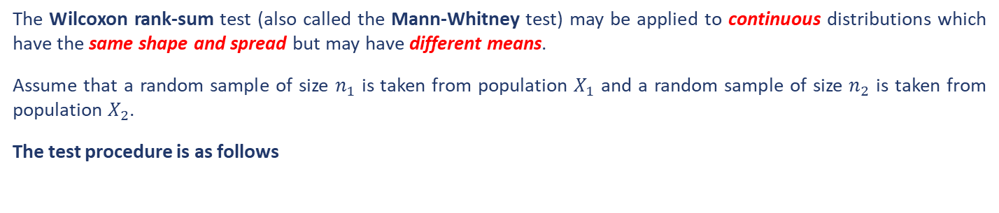 The Wilcoxon rank-sum test (also called the Mann-Whitney test) may be applied to continuous distributions which
have the same shape and spread but may have different means.
Assume that a random sample of size n₁ is taken from population X₁ and a random sample of size n₂ is taken from
population X₂.
The test procedure is as follows